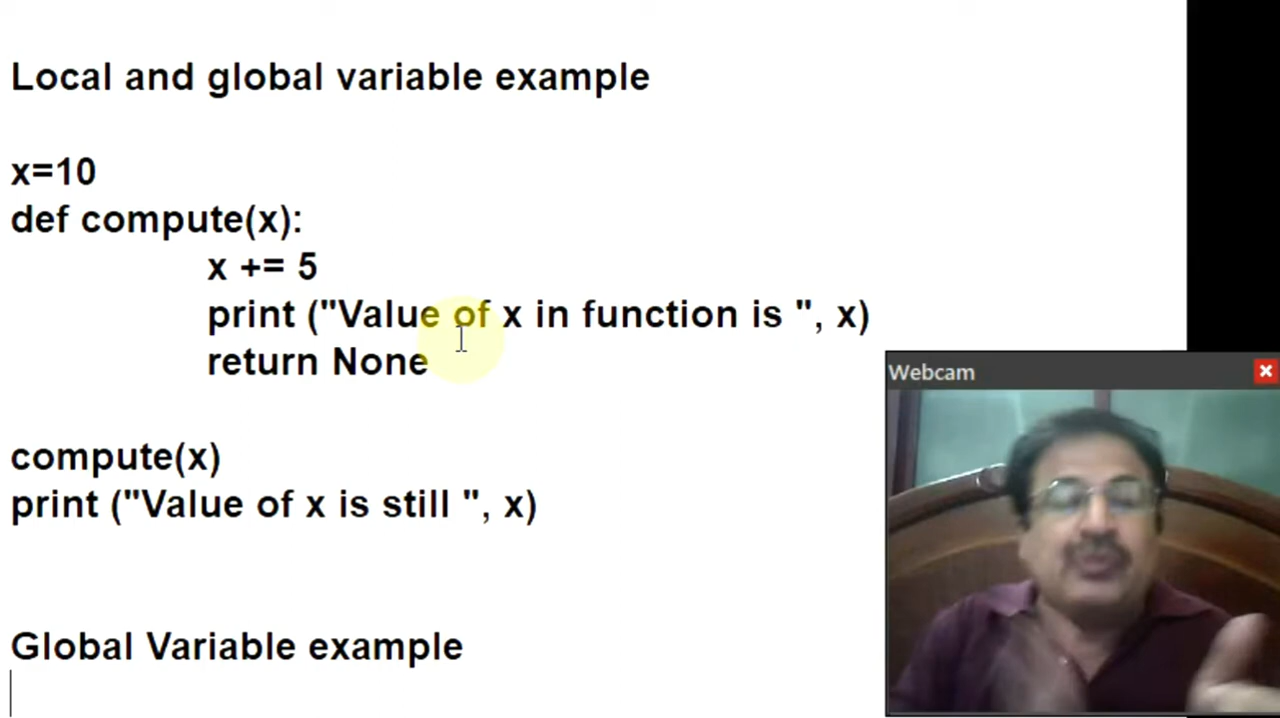 Local and global variable example
x=10
def compute(x):
x += 5
print ("Value of x in function is ", x)
return None
compute(x)
print ("Value of x is still ", x)
Global Variable example
Webcam